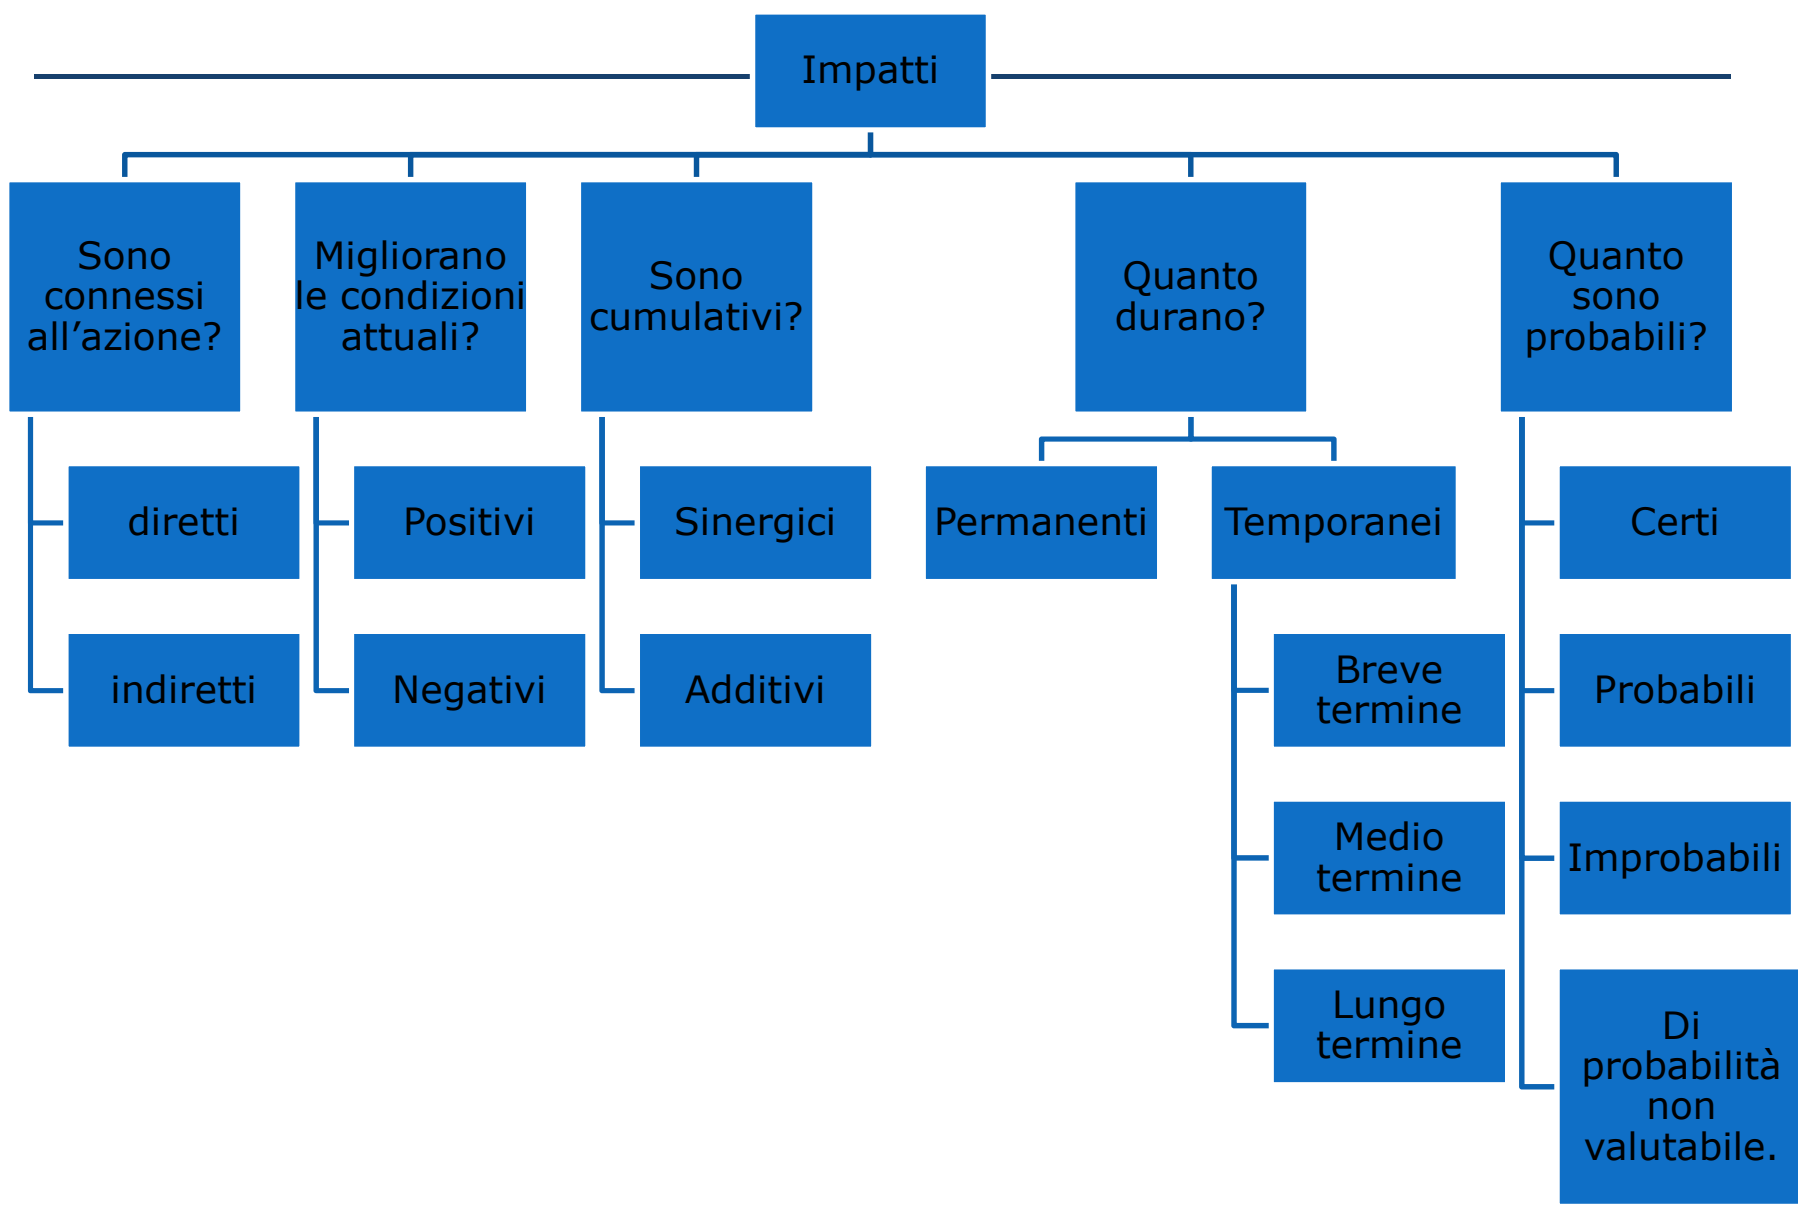 Impatti
Sono
connessi
all’azione?
Migliorano
le condizioni
attuali?
Sono
cumulativi?
Quanto
durano?
Quanto
sono
probabili?
diretti
indiretti
Positivi
Negativi
Sinergici
Additivi
Permanenti
Temporanei
Breve
termine
Medio
termine
Lungo
termine
Certi
Probabili
Improbabili
Di
probabilità
non
valutabile.